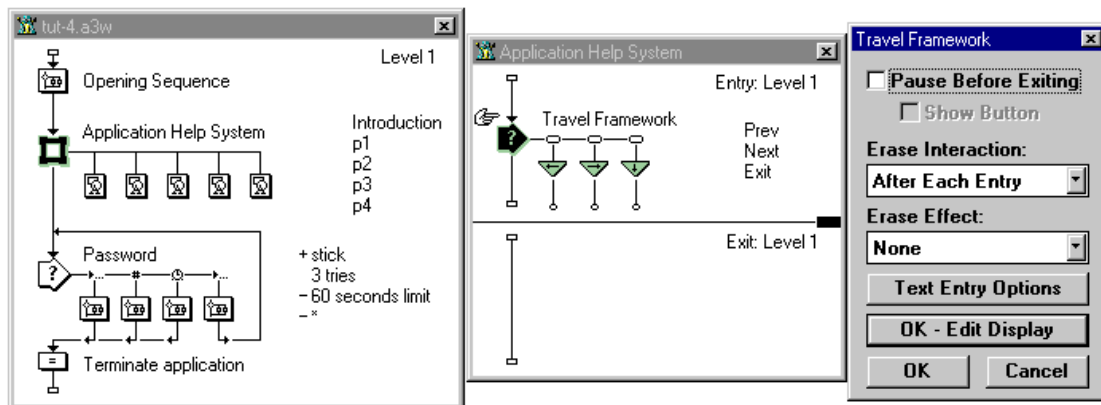 tut-4.a3w
Level 1
Opening Sequence
Application Help System
Introduction
p1
p2
p3
p4
Password
+ stick
3 tries
– 60 seconds limit
– *
Terminate application
Application Help System
Entry: Level 1
Travel Framework
Prev
Next
Exit
Exit: Level 1
Travel Framework
Pause Before Exiting
Show Button
Erase Interaction:
After Each Entry
Erase Effect:
None
Text Entry Options
OK - Edit Display
OK Cancel